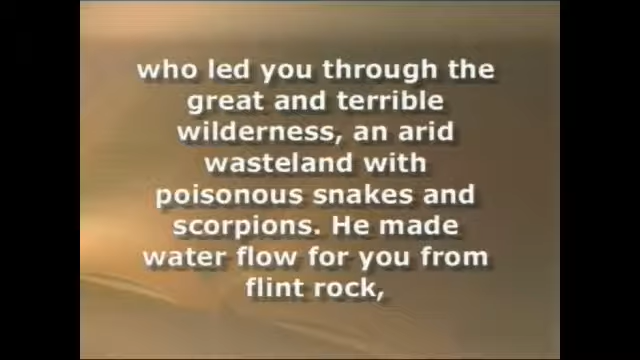 who led you through the
great and terrible
wilderness, an arid
wasteland with
poisonous snakes and
scorpions. He made
water flow for you from
flint rock,